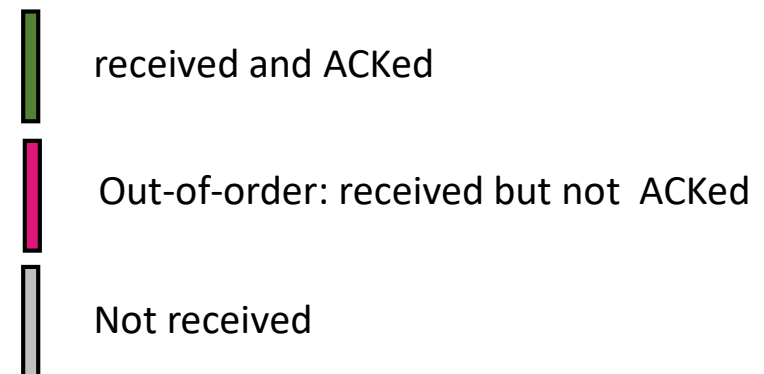 received and ACKed
Out-of-order: received but not ACKed
Not received